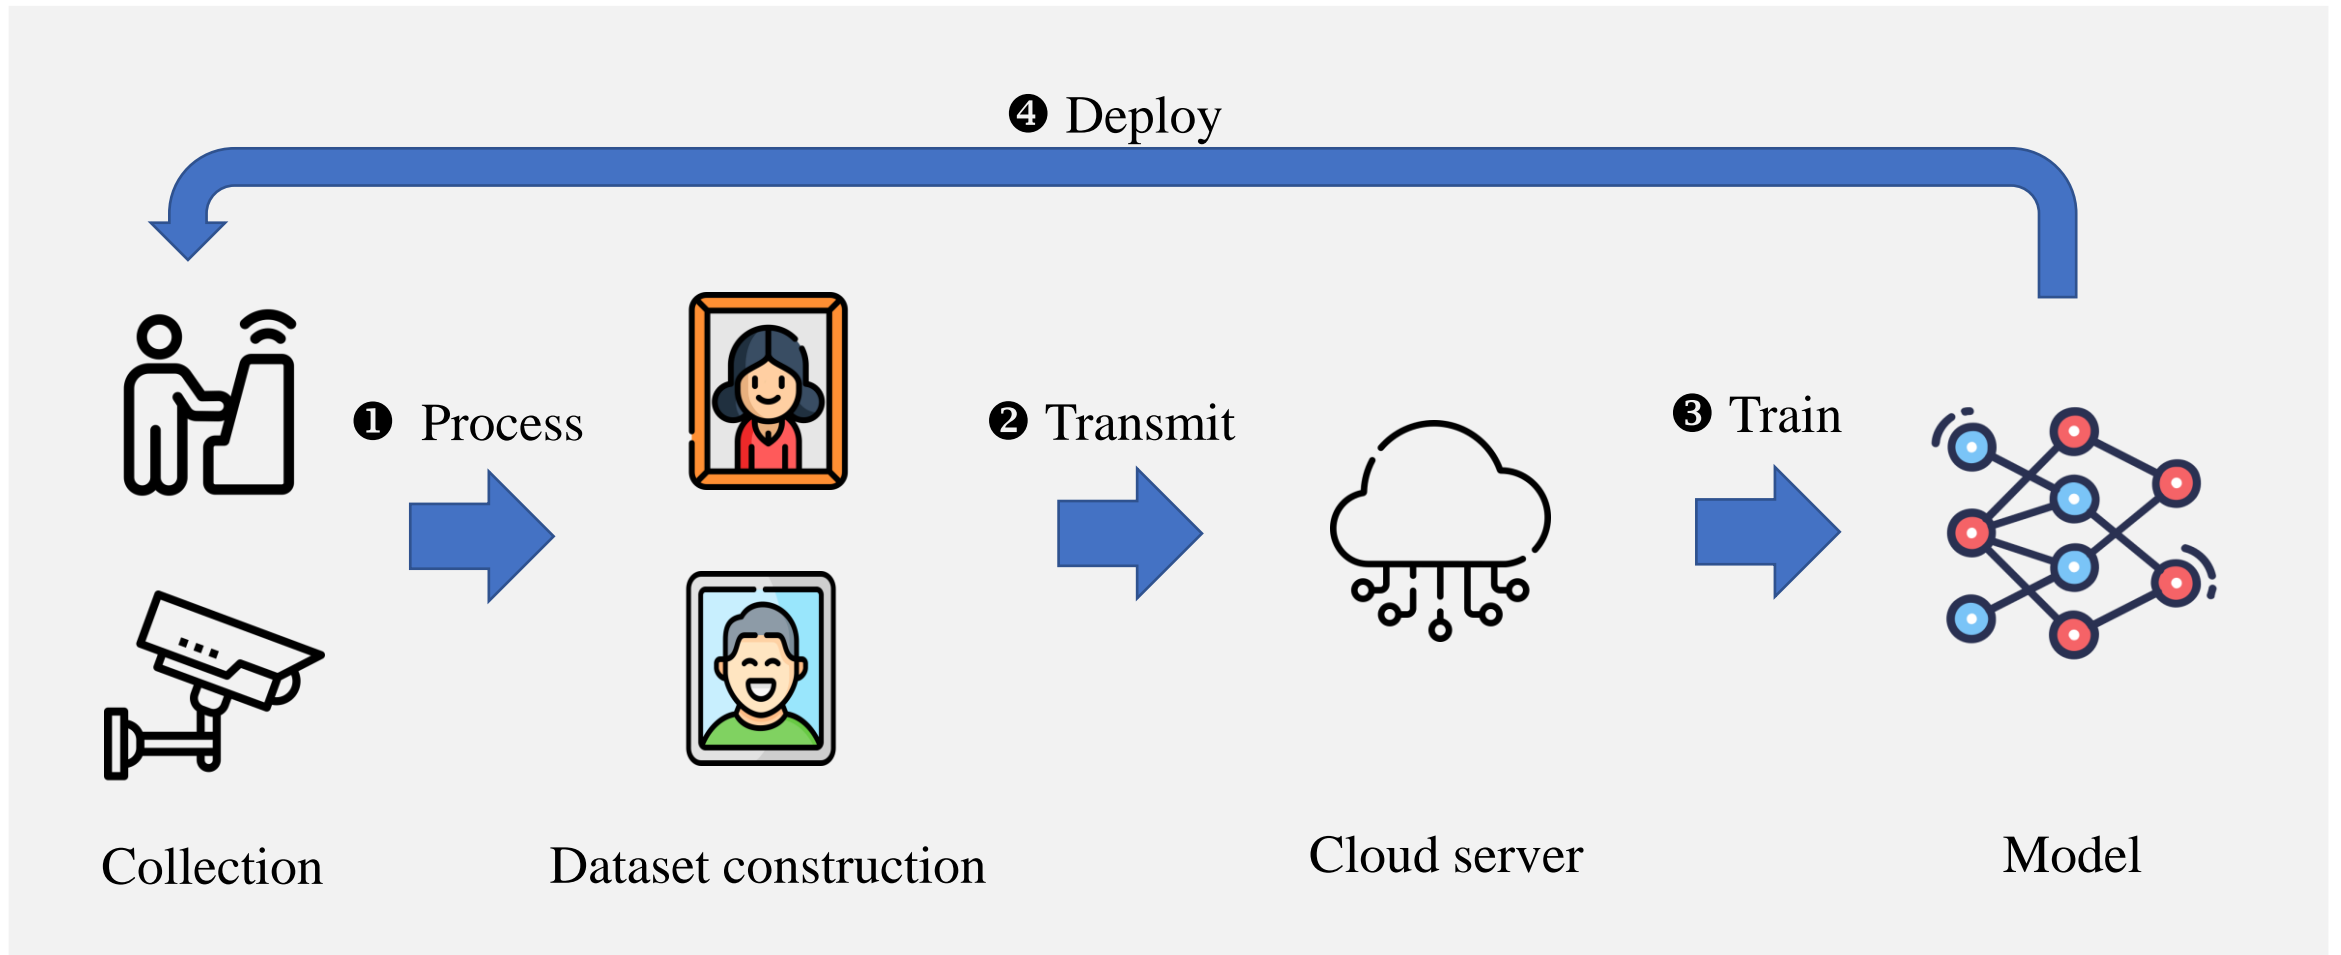 ❹ Deploy
❶ Process
❷ Transmit
❸ Train
Collection
Dataset construction
Cloud server
Model